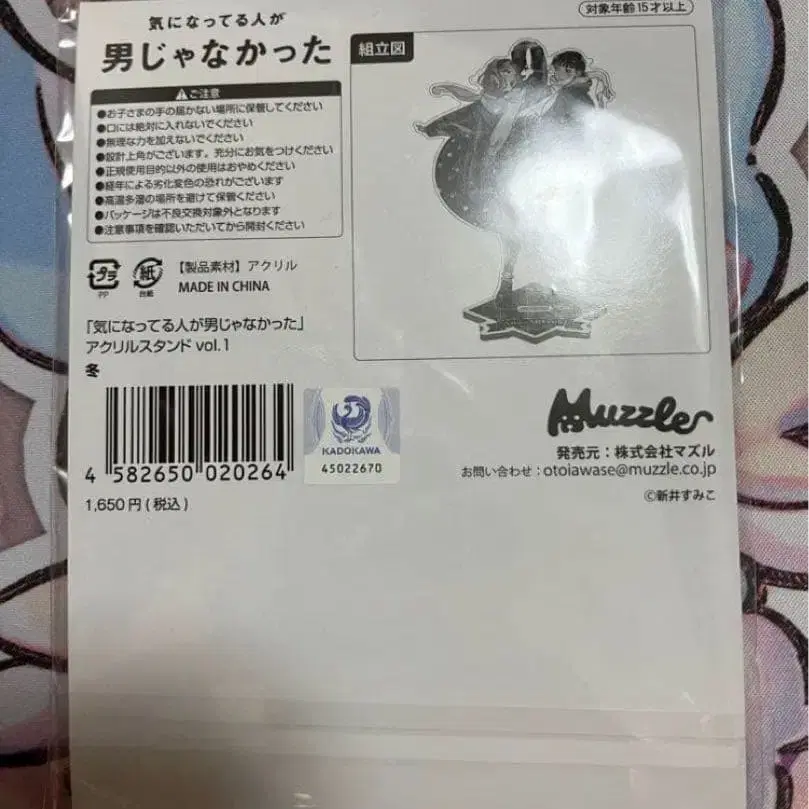 気になってる人が
男じゃなかった
対象年齢15才以上
組立図
ご注意
●お子さまの手の届かない場所に保管してください
●口には絶対に入れないでください
●無理な力を加えないでください
●設計上角がございます。充分にお気をつけください
●正規使用目的以外の使用はおやめください
●経年による劣化変色の恐れがございます
●高温多湿の場所を避けて保管ください
●パッケージは不良交換対象外となります
●注意事項を確認いただいてから開封ください
プラ
PP
紙
台紙
【製品素材】アクリル
MADE IN CHINA
「気になってる人が男じゃなかった」
アクリルスタンド vol.1
冬
4 582650 020264
1,650円(税込)
KADOKAWA
45022670
Muzzle
発売元:株式会社マズル
お問い合わせ:otoiawase@muzzle.co.jp
©新井すみこ